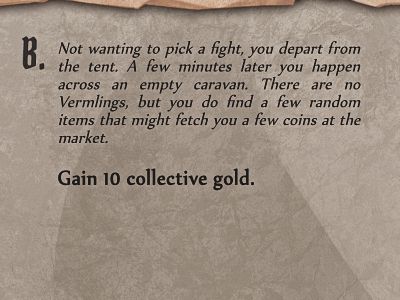 B. Not wanting to pick a fight, you depart from
the tent. A few minutes later you happen
across an empty caravan. There are no
Vermlings, but you do find a few random
items that might fetch you a few coins at the
market.
Gain 10 collective gold.